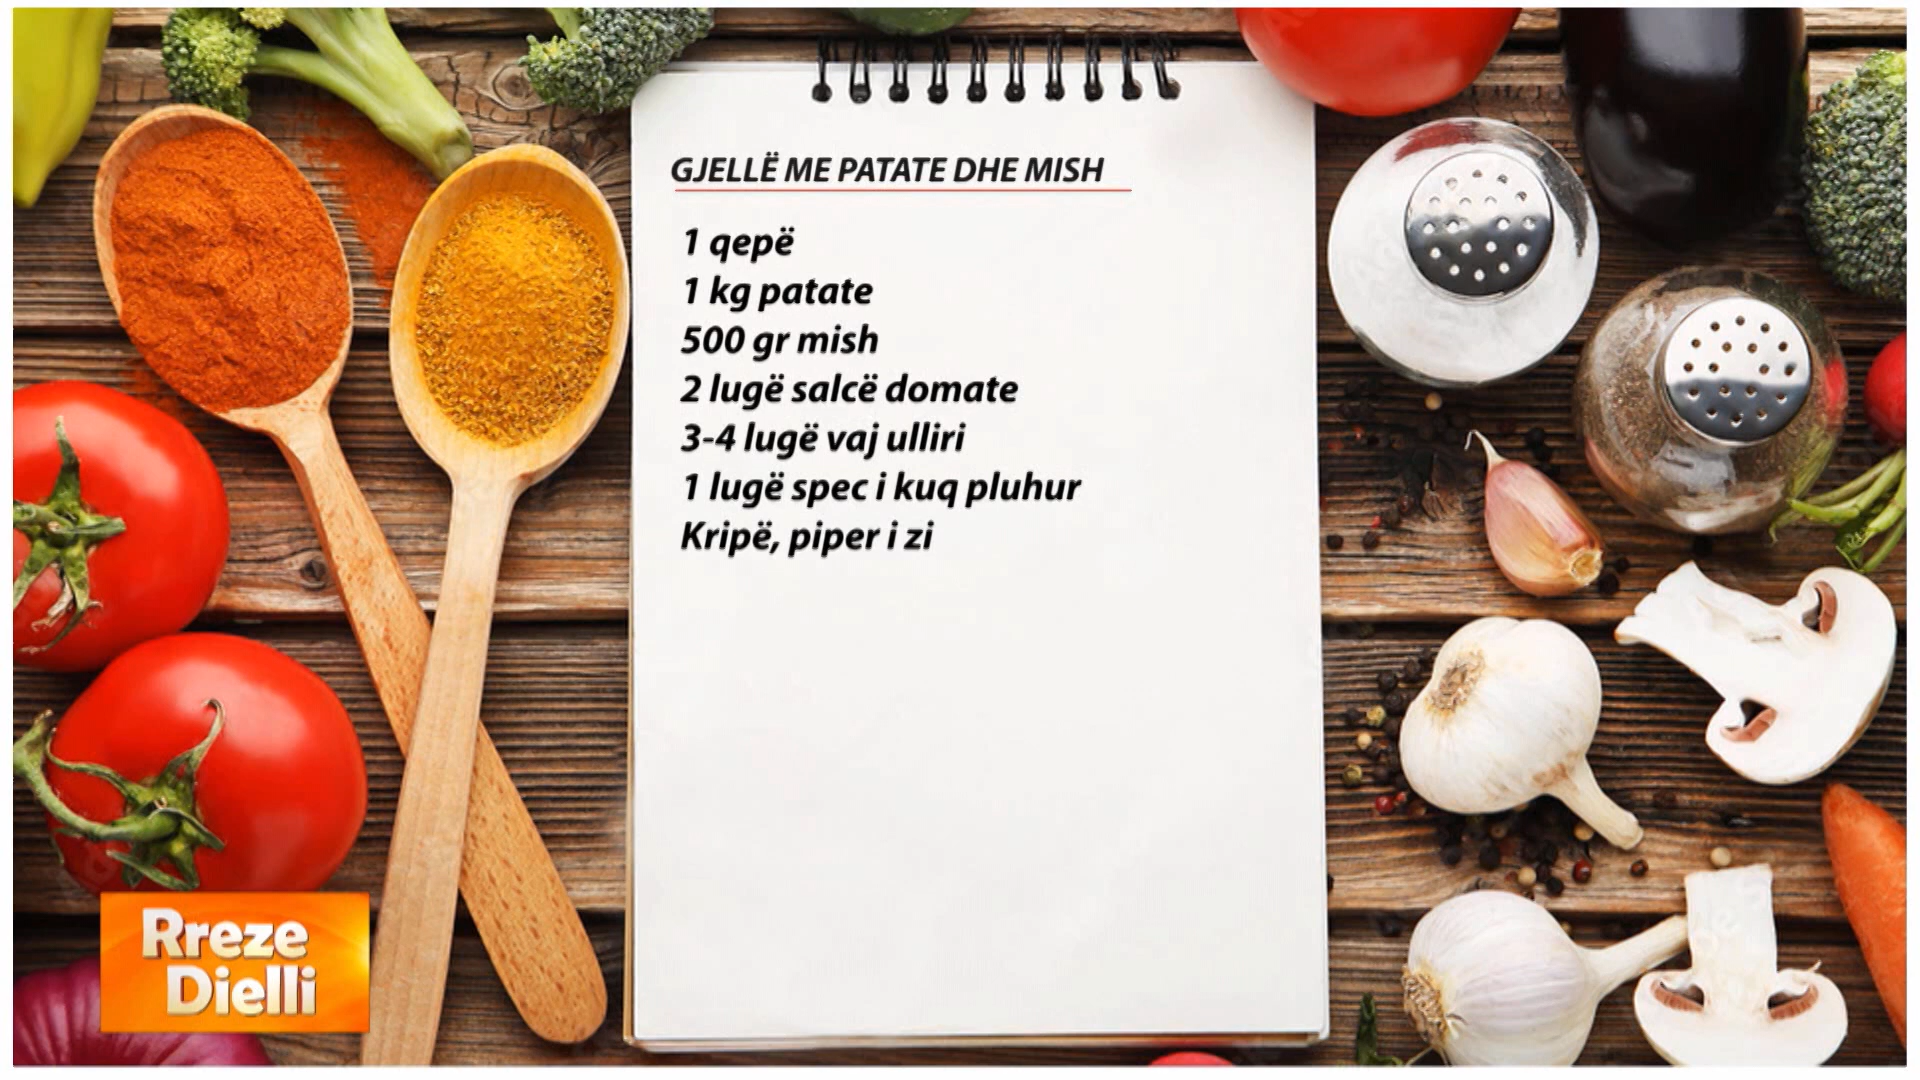 GJELLË ME PATATE DHE MISH
1 qepë
1 kg patate
500 gr mish
2 lugë salcë domate
3-4 lugë vaj ulliri
1 lugë spec i kuq pluhur
Kripë, piper i zi
Rreze
Dielli